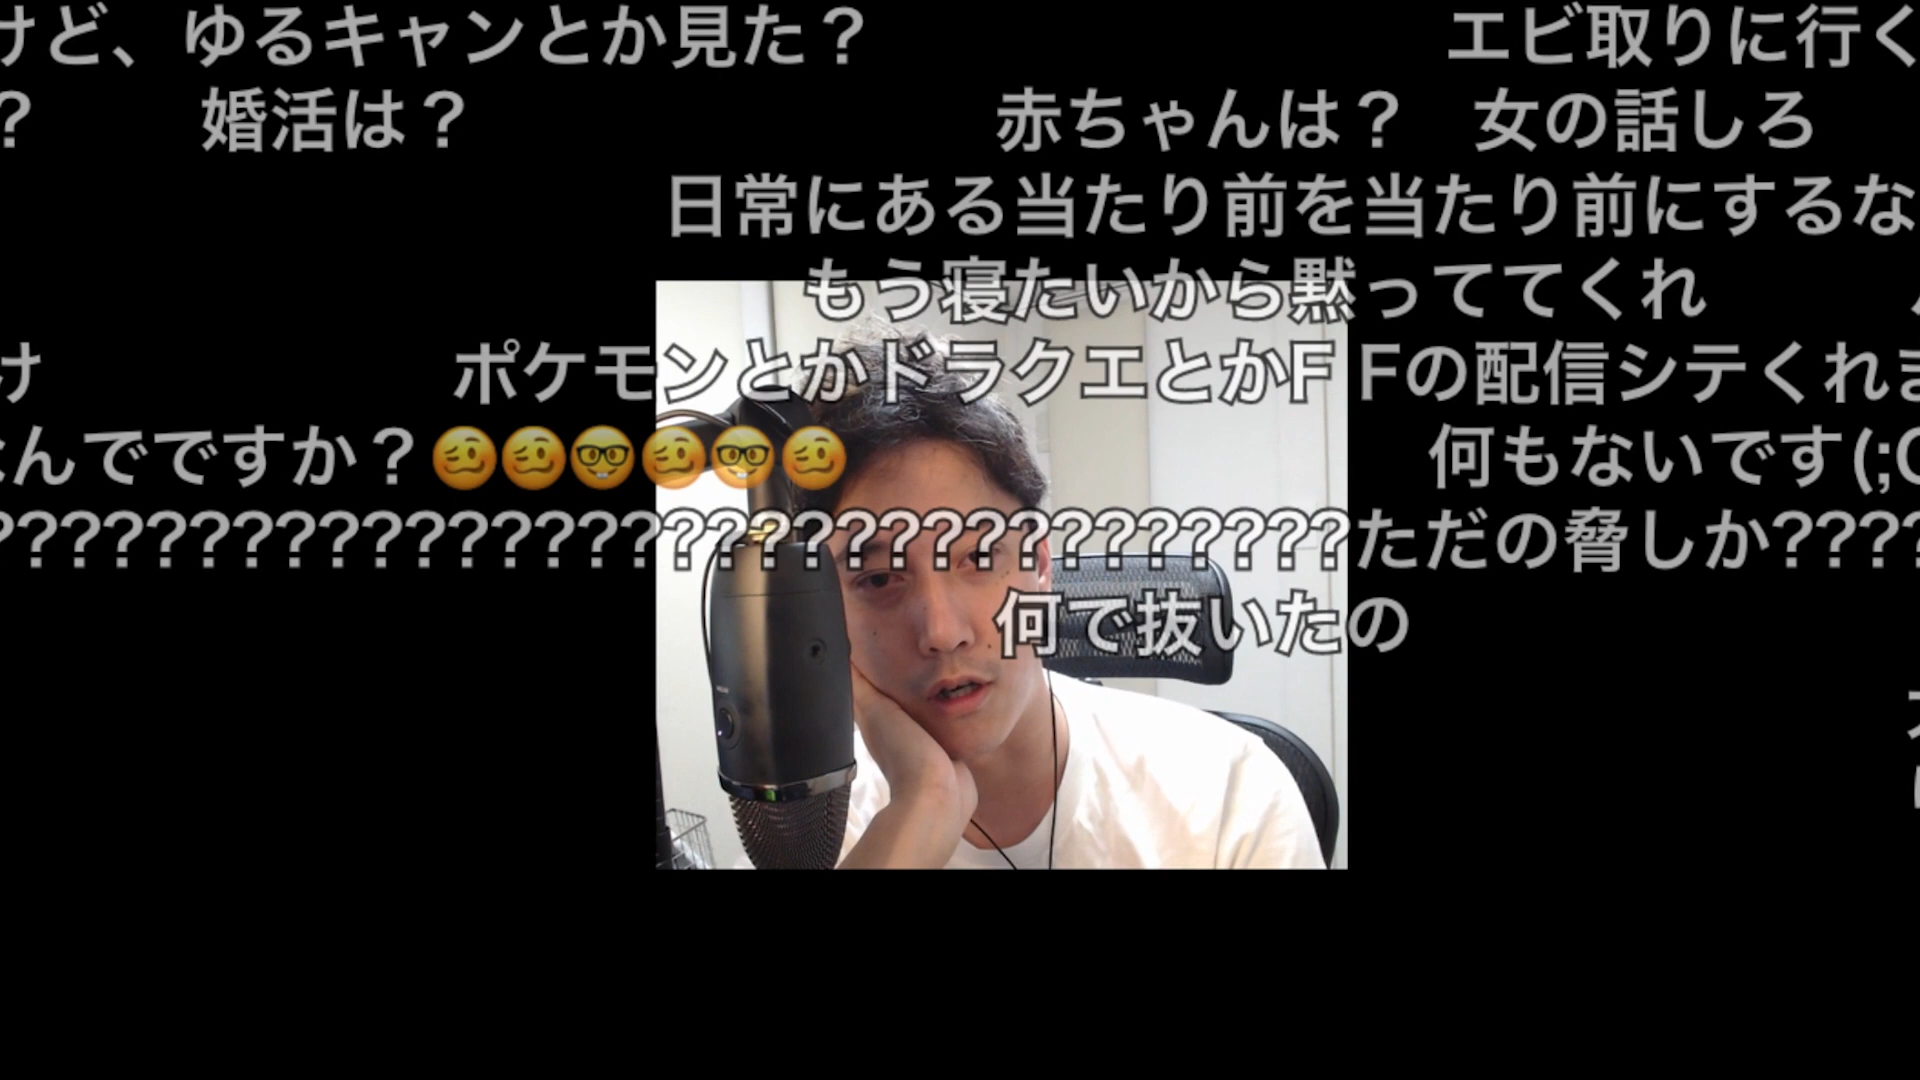 けど、ゆるキャンとか見た？
エビ取りに行く
？ 婚活は？
赤ちゃんは？ 女の話しろ
日常にある当たり前を当たり前にするな
もう寝たいから黙っててくれ
け
ポケモンとかドラクエとかＦＦの配信シテくれま
なんでですか？🥴🥴🤓🥴🤓🥴
何もないです(;
???????????????????????????????????????ただの脅しか????
何で抜いたの